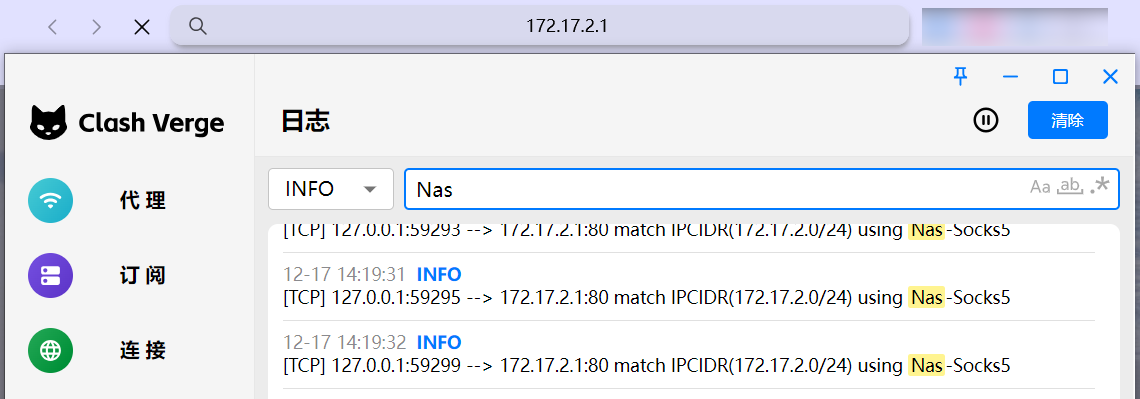 172.17.2.1
Clash Verge
日志
清除
代理
订阅
连接
INFO
Nas
Aa ab, .*
[TCP] 127.0.0.1:59293 --> 172.17.2.1:80 match IPCIDR(172.17.2.0/24) using Nas-Socks5
12-17 14:19:31 INFO
[TCP] 127.0.0.1:59295 --> 172.17.2.1:80 match IPCIDR(172.17.2.0/24) using Nas-Socks5
12-17 14:19:32 INFO
[TCP] 127.0.0.1:59299 --> 172.17.2.1:80 match IPCIDR(172.17.2.0/24) using Nas-Socks5